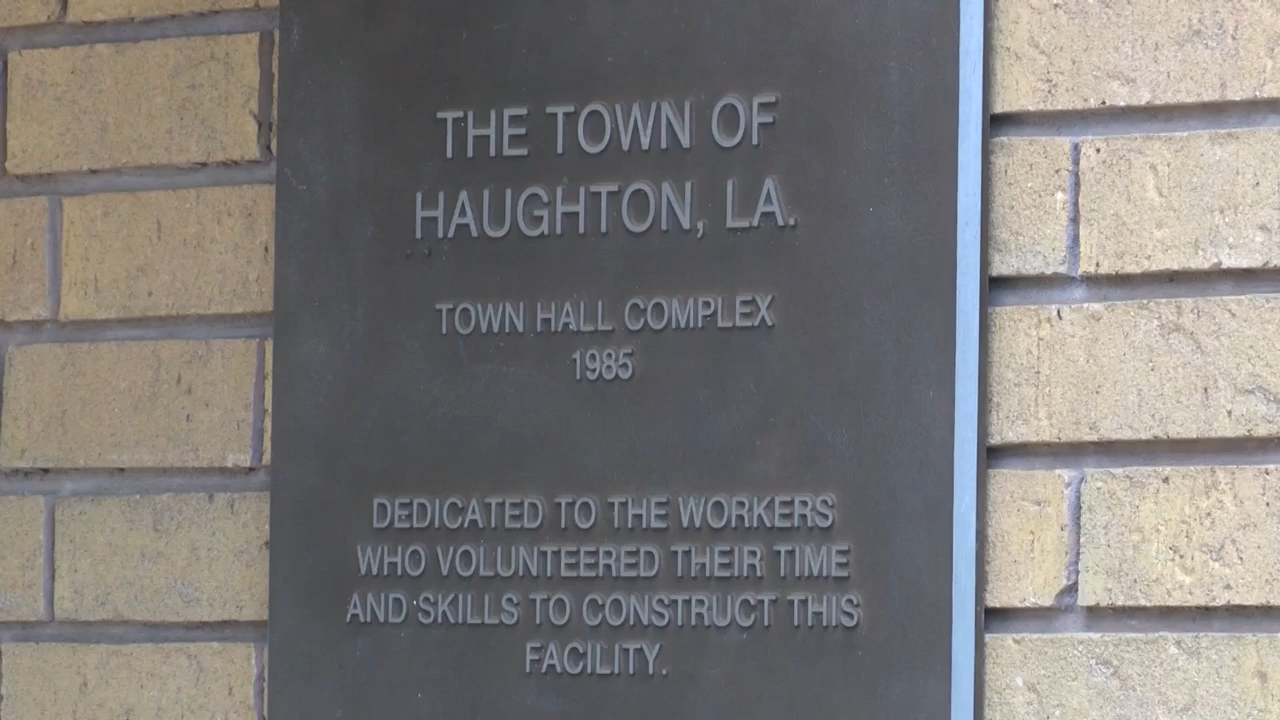 THE TOWN OF
HAUGHTON, LA.
TOWN HALL COMPLEX
1985
DEDICATED TO THE WORKERS
WHO VOLUNTEERED THEIR TIME
AND SKILLS TO CONSTRUCT THIS
FACILITY.